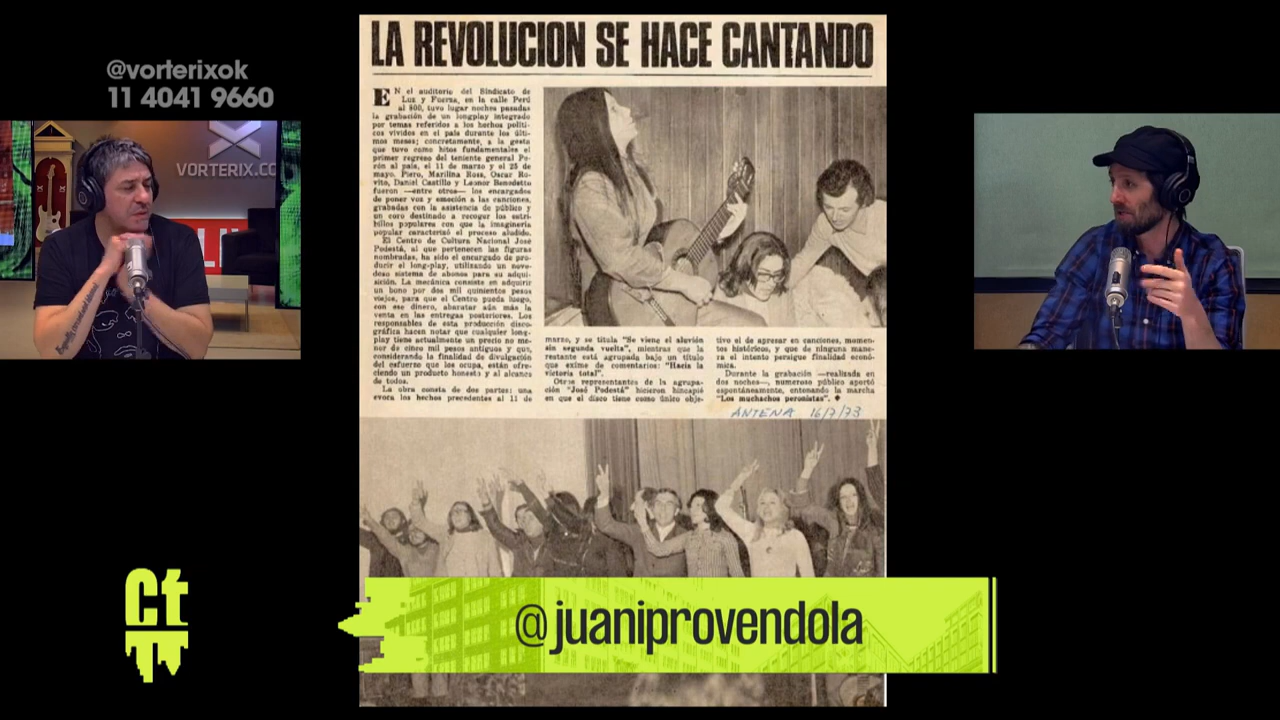 @vorterixok
11 4041 9660
VORTERIX.CO
LA REVOLUCION SE HACE CANTANDO
EN el auditorio del Sindicato de
Luz y Fuerza, en la calle Perú
al 800, tuvo lugar noches pasadas
la grabación de un longplay integrado
por temas referidos a los hechos políti-
cos vividos en el país durante los últi-
mos meses; concretamente, a la gesta
que tuvo como hitos fundamentales el
primer regreso del teniente general Pe-
rón al país, el 11 de marzo y el 25 de
mayo. Piero, Marilina Ross, Oscar Ro-
vito, Daniel Castillo y Leonor Benedetto
fueron —entre otros— los encargados
de poner voz y emoción a las canciones,
grabadas con la asistencia de público y
un coro destinado a recoger los estri-
billos populares con que la imaginería
popular caracterizó el proceso aludido.
El Centro de Cultura Nacional José
Podestá, al que pertenecen las figuras
nombradas, ha sido el encargado de pro-
ducir el long-play, utilizando un nove-
doso sistema de abonos para su adqui-
sición. La mecánica consiste en adquirir
un bono por dos mil quinientos pesos
viejos, para que el Centro pueda luego,
con ese dinero, abaratar aún más la
venta en las entregas posteriores. Los
responsables de esta producción disco-
gráfica hacen notar que cualquier long-
play tiene actualmente un precio no me-
nor de cinco mil pesos antiguos y que,
considerando la finalidad de divulgación
del esfuerzo que los ocupa, están ofre-
ciendo un producto honesto y al alcance
de todos.
La obra consta de dos partes: una
evoca los hechos precedentes al 11 de
marzo, y se titula "Se viene el aluvión
sin segunda vuelta", mientras que la
restante está agrupada bajo un título
que exime de comentarios: "Hacia la
victoria total".
Otros representantes de la agrupa-
ción "José Podestá" hicieron hincapié
en que el disco tiene como único obje-
tivo el de apresar en canciones, momen-
tos históricos, y que de ninguna mane-
ra el intento persigue finalidad econó-
mica.
Durante la grabación —realizada en
dos noches—, numeroso público aportó
espontáneamente, entonando la marcha
"Los muchachos peronistas".
ANTENA 16/7/73
Ct
TV
@juaniprovendola